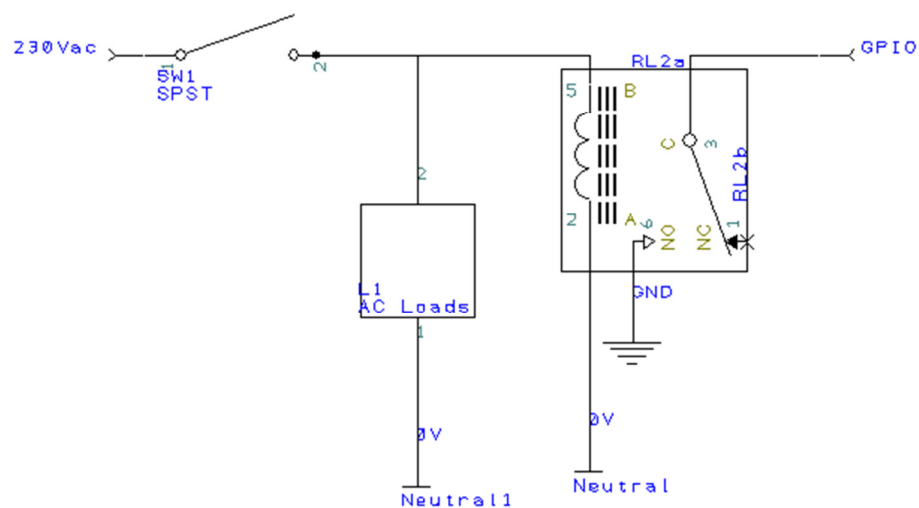 230Vac
GPIO
1
SW1
SPST
2
RL2a
5
B
C
3
RL2b
2
2
A
6
NO
NC
1
L1
AC Loads
GND
1
0V
0V
Neutral1
Neutral